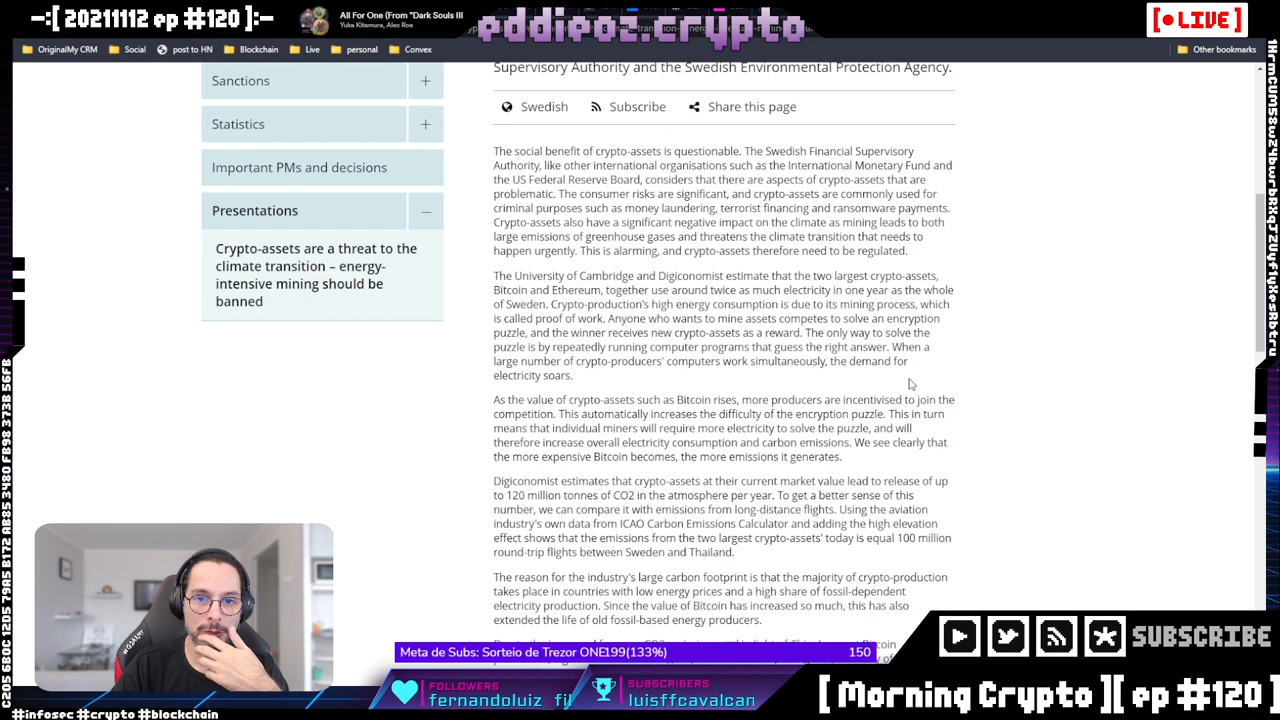 —:[ 20211112 ep #120 ]:—
All For One (From "Dark Souls III
Yuka Kitamura, Alex Roe
eddieoz.crypto
[●LIVE]
OriginalMy CRM
Social
post to HN
Blockchain
Live
personal
Convex
Other bookmarks
Sanctions
Statistics
Important PMs and decisions
Presentations
Crypto-assets are a threat to the
climate transition – energy-
intensive mining should be
banned
Supervisory Authority and the Swedish Environmental Protection Agency.
Swedish
Subscribe
Share this page
The social benefit of crypto-assets is questionable. The Swedish Financial Supervisory
Authority, like other international organisations such as the International Monetary Fund and
the US Federal Reserve Board, considers that there are aspects of crypto-assets that are
problematic. The consumer risks are significant, and crypto-assets are commonly used for
criminal purposes such as money laundering, terrorist financing and ransomware payments.
Crypto-assets also have a significant negative impact on the climate as mining leads to both
large emissions of greenhouse gases and threatens the climate transition that needs to
happen urgently. This is alarming, and crypto-assets therefore need to be regulated.
The University of Cambridge and Digiconomist estimate that the two largest crypto-assets,
Bitcoin and Ethereum, together use around twice as much electricity in one year as the whole
of Sweden. Crypto-production's high energy consumption is due to its mining process, which
is called proof of work. Anyone who wants to mine assets competes to solve an encryption
puzzle, and the winner receives new crypto-assets as a reward. The only way to solve the
puzzle is by repeatedly running computer programs that guess the right answer. When a
large number of crypto-producers' computers work simultaneously, the demand for
electricity soars.
As the value of crypto-assets such as Bitcoin rises, more producers are incentivised to join the
competition. This automatically increases the difficulty of the encryption puzzle. This in turn
means that individual miners will require more electricity to solve the puzzle, and will
therefore increase overall electricity consumption and carbon emissions. We see clearly that
the more expensive Bitcoin becomes, the more emissions it generates.
Digiconomist estimates that crypto-assets at their current market value lead to release of up
to 120 million tonnes of CO2 in the atmosphere per year. To get a better sense of this
number, we can compare it with emissions from long-distance flights. Using the aviation
industry's own data from ICAO Carbon Emissions Calculator and adding the high elevation
effect shows that the emissions from the two largest crypto-assets' today is equal 100 million
round-trip flights between Sweden and Thailand.
The reason for the industry's large carbon footprint is that the majority of crypto-production
takes place in countries with low energy prices and a high share of fossil-dependent
electricity production. Since the value of Bitcoin has increased so much, this has also
extended the life of old fossil-based energy producers.
Meta de Subs: Sorteio de Trezor ONE199(133%)
150
SUBSCRIBE
FOLLOWERS
fernandoluiz_fil
SUBSCRIBERS
luisffcavalcan
[ Morning Crypto ][ ep #120 ]
#infosec #crypto #blockchain